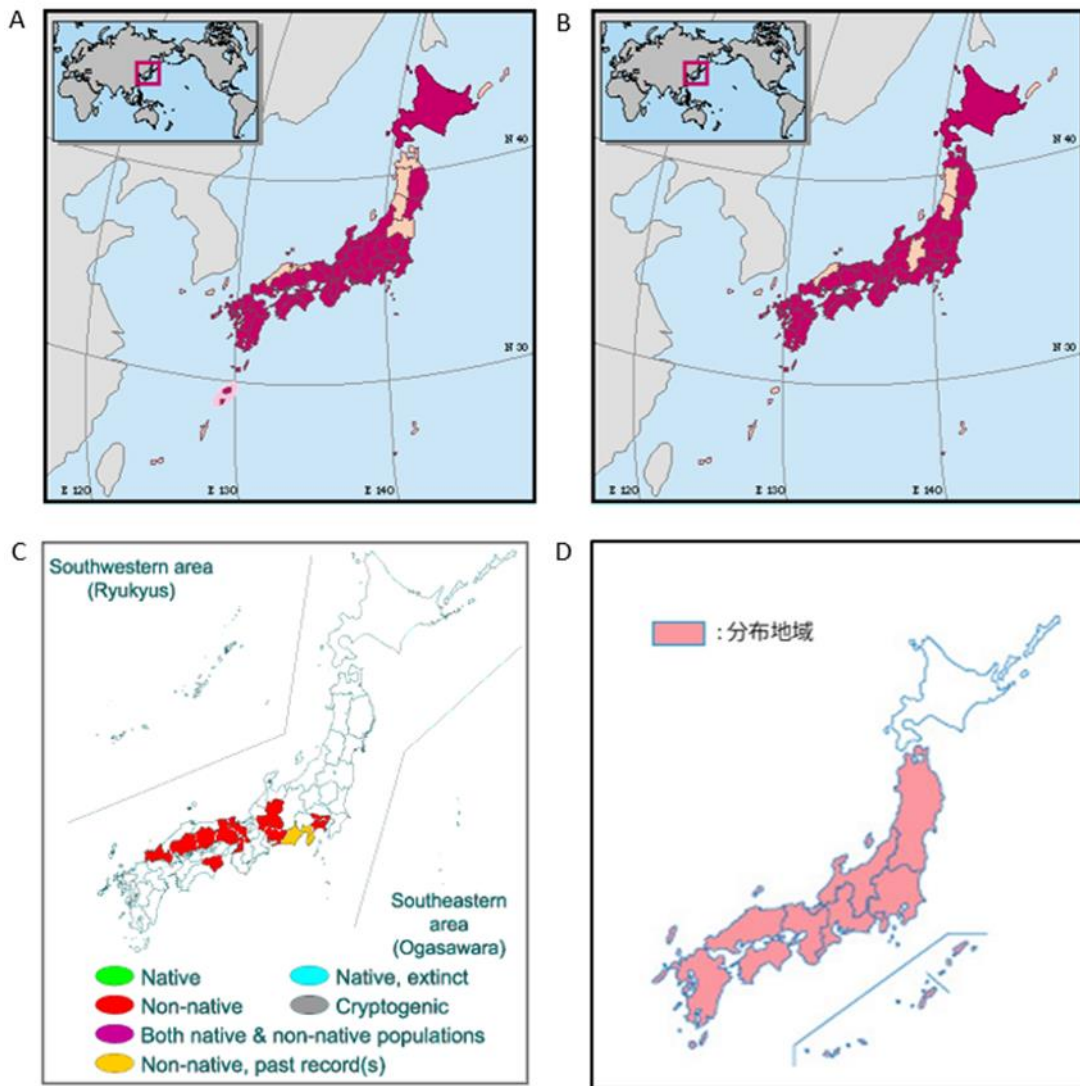 A
N 40
N 30
E 120
E 130
E 140
B
N 40
N 30
E 120
E 130
E 140
C
Southwestern area
(Ryukyus)
Southeastern
area
(Ogasawara)
Native
Native, extinct
Non-native
Cryptogenic
Both native & non-native populations
Non-native, past record(s)
D
: 分布地域